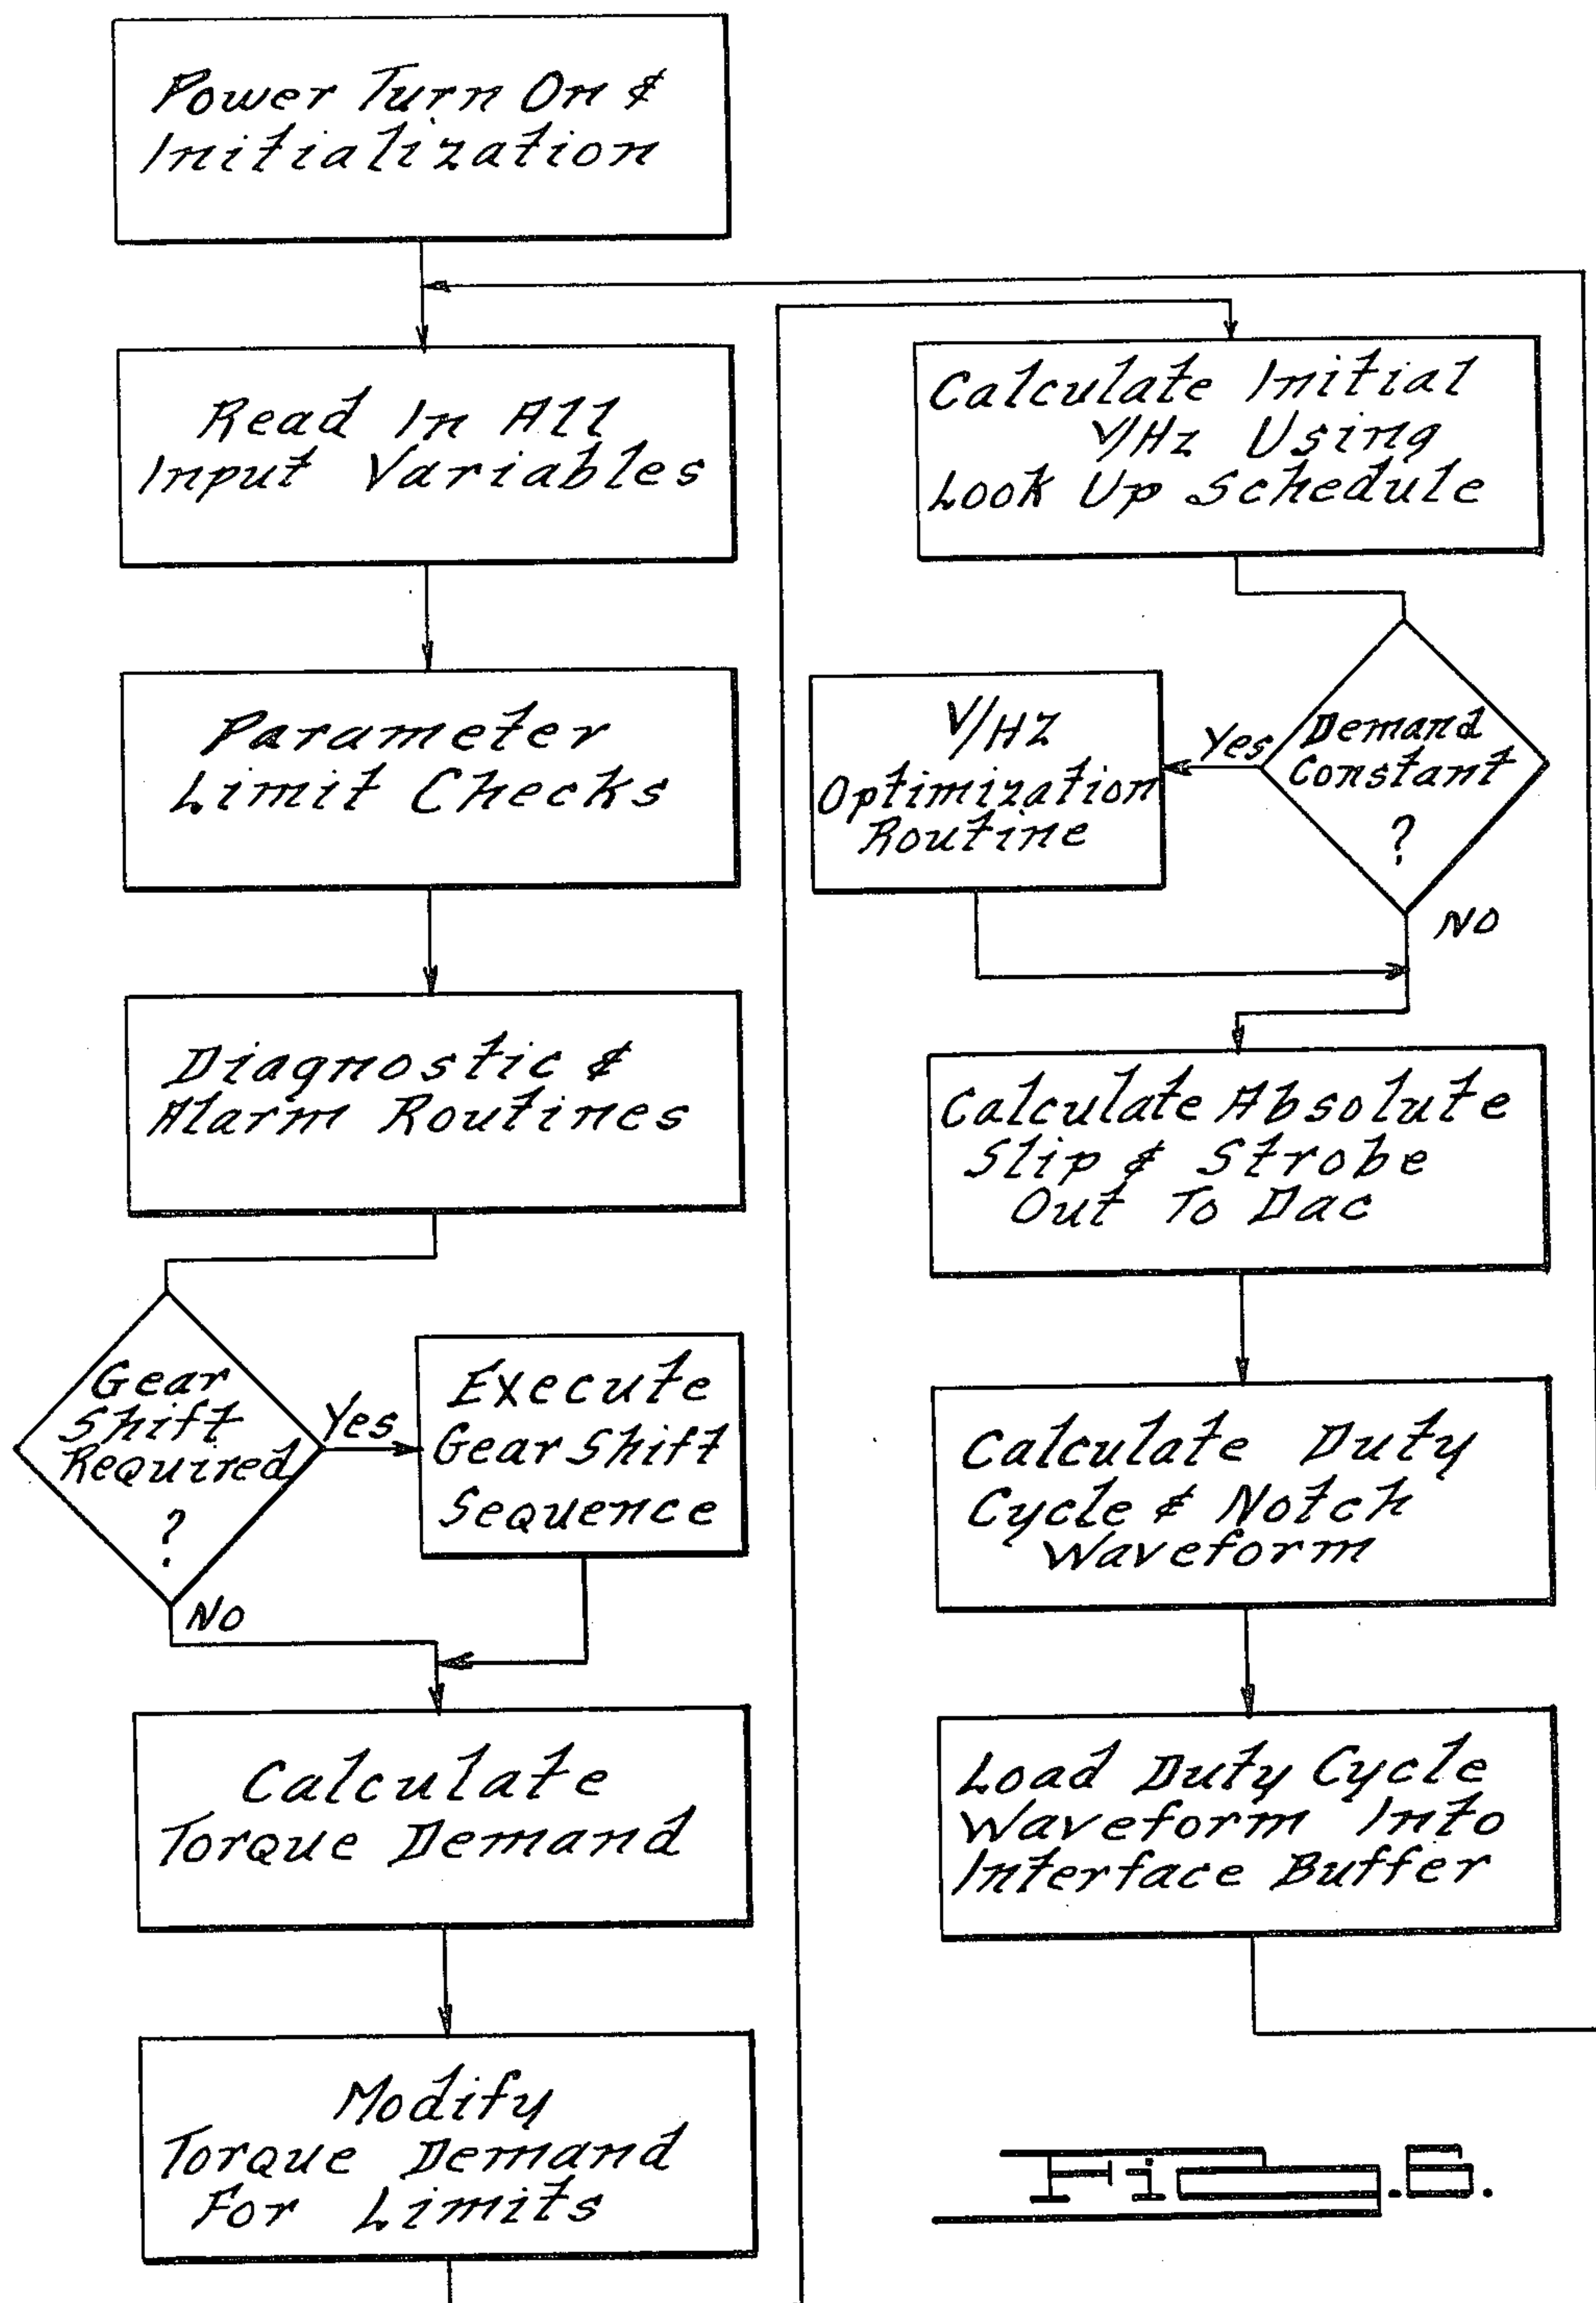 Power Turn On &
Initialization
Read In All
Input Variables
Parameter
Limit Checks
Diagnostic &
Alarm Routines
Gear
Shift
Required
?
Yes
No
Execute
Gear Shift
Sequence
Calculate
Torque Demand
Modify
Torque Demand
For Limits
Calculate Initial
V/Hz Using
Look Up Schedule
Demand
Constant
?
Yes
No
V/Hz
Optimization
Routine
Calculate Absolute
Slip & Strobe
Out To Dac
Calculate Duty
Cycle & Notch
Waveform
Load Duty Cycle
Waveform Into
Interface Buffer
Fig. 6.